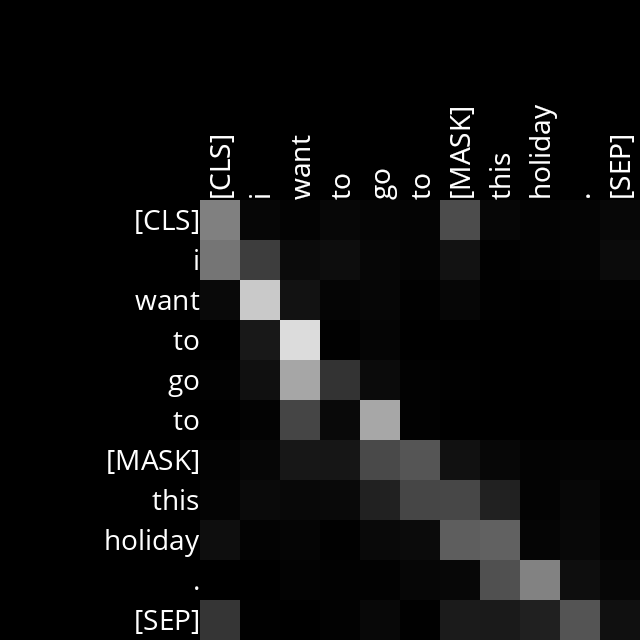 [CLS] i want to go to [MASK] this holiday . [SEP]
[CLS]
i
want
to
go
to
[MASK]
this
holiday
.
[SEP]